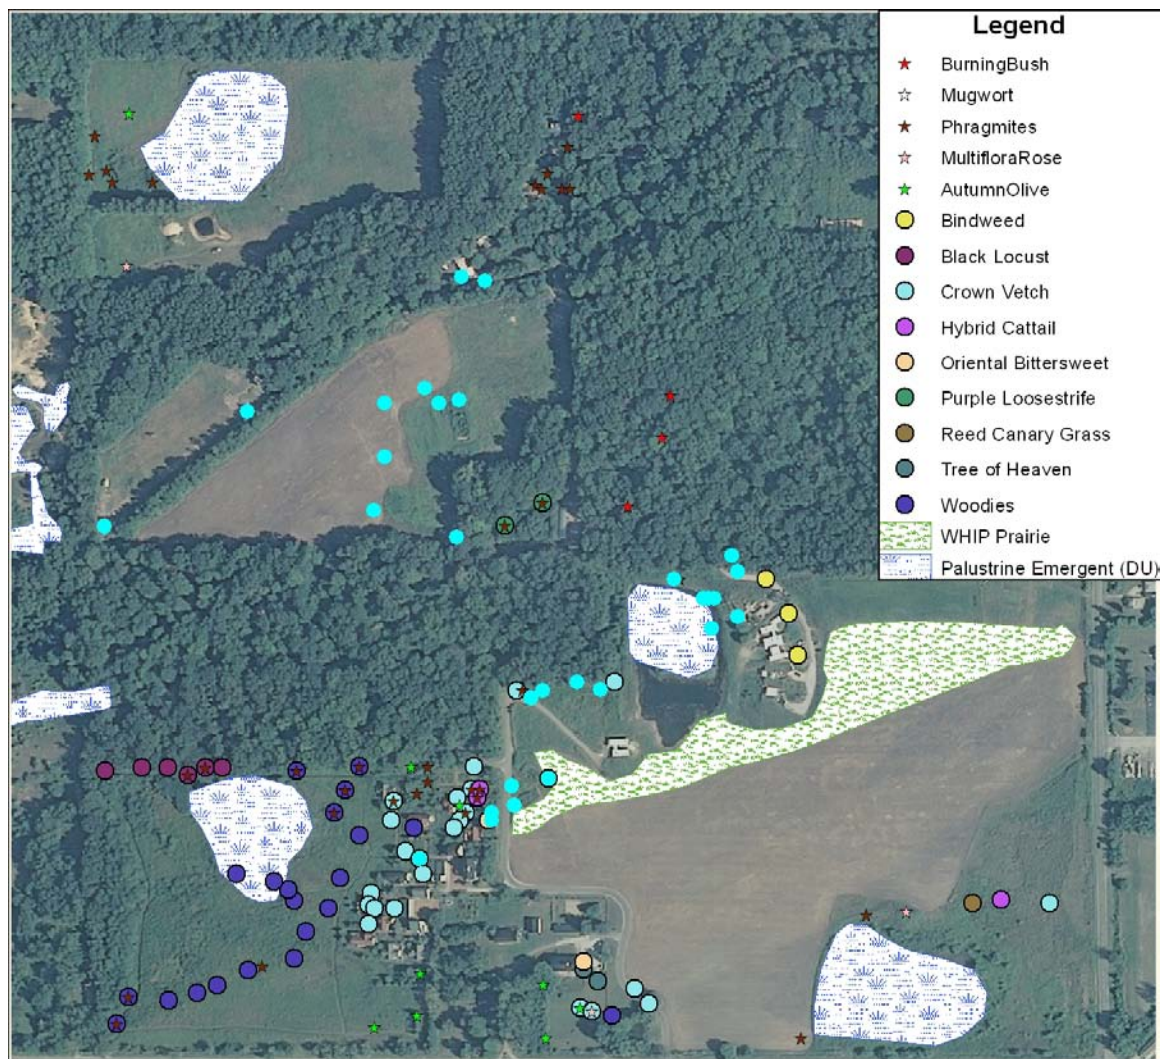 Legend
BurningBush
Mugwort
Phragmites
MultifloraRose
AutumnOlive
Bindweed
Black Locust
Crown Vetch
Hybrid Cattail
Oriental Bittersweet
Purple Loosestrife
Reed Canary Grass
Tree of Heaven
Woodies
WHIP Prairie
Palustrine Emergent (DU)